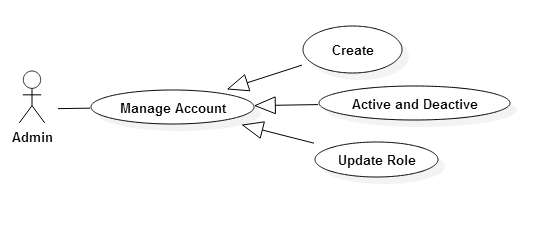 Create
Manage Account
Active and Deactive
Admin
Update Role